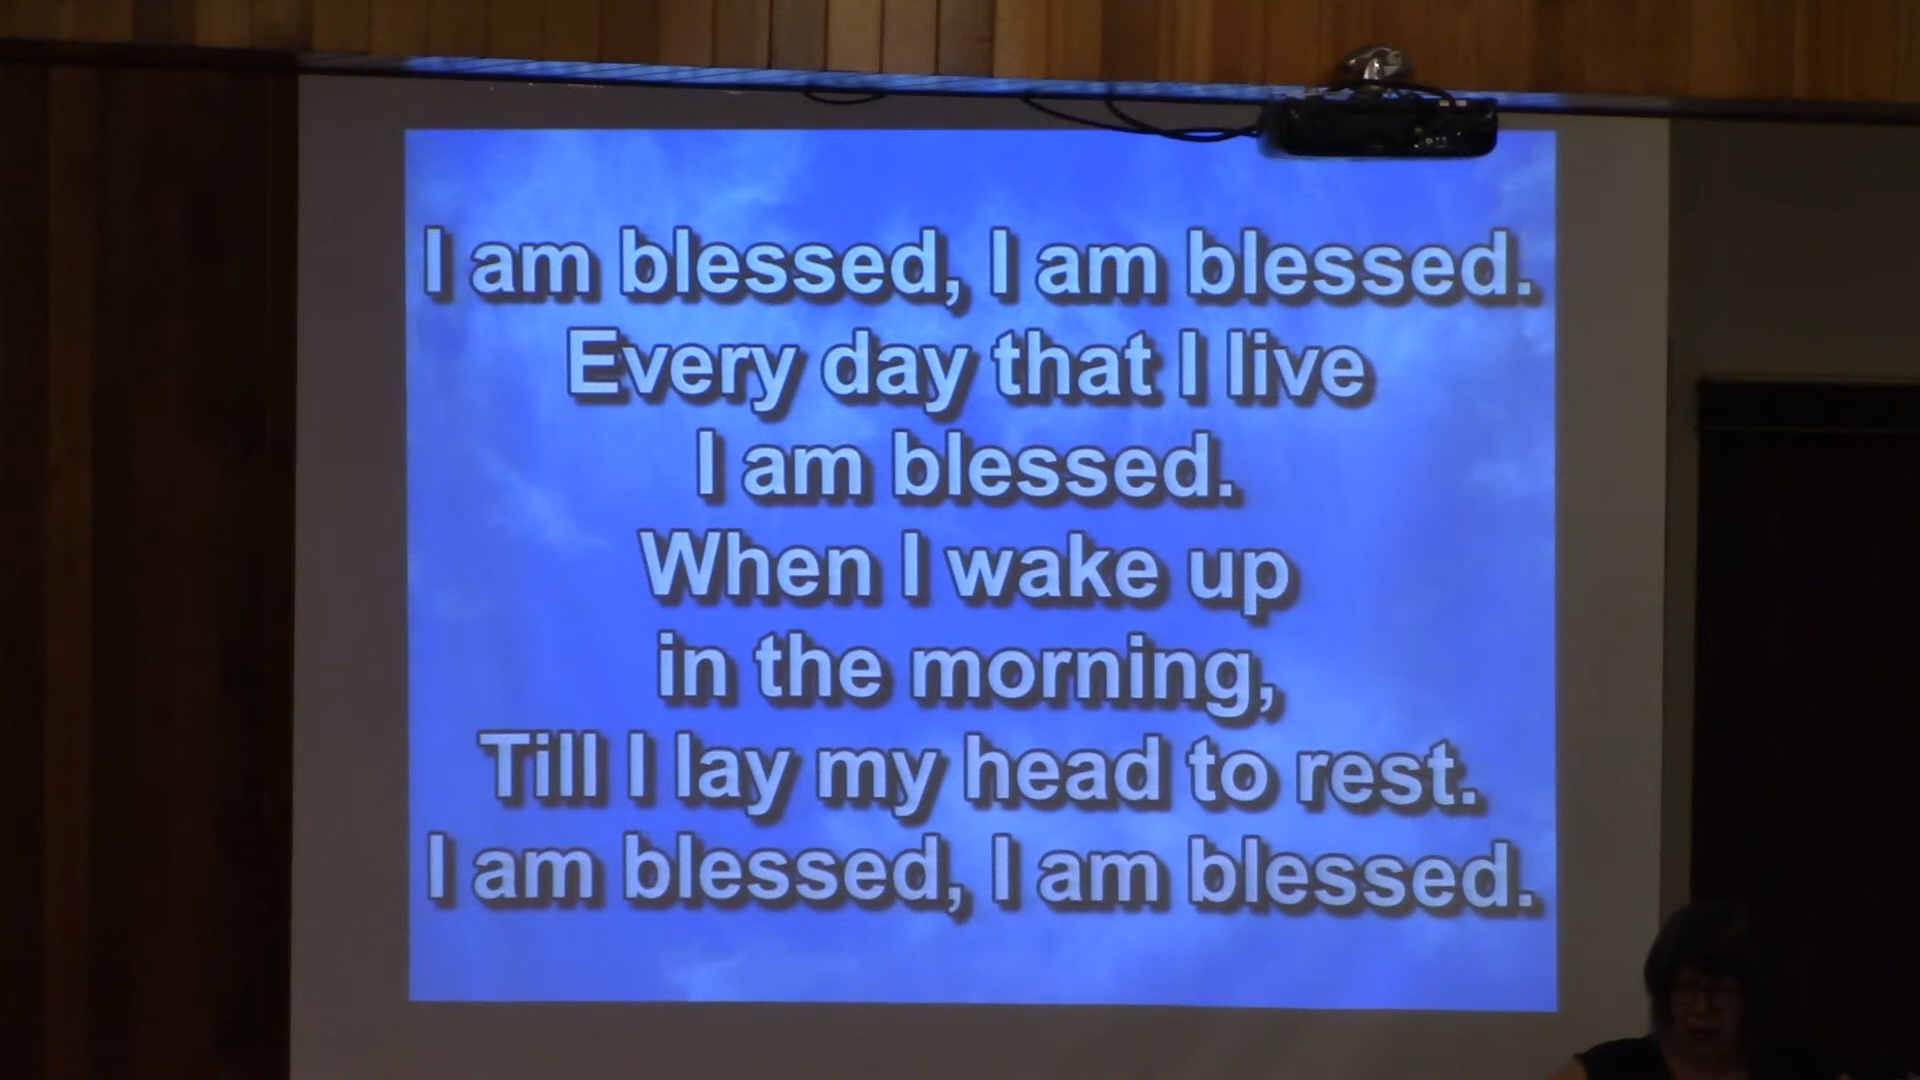 I am blessed, I am blessed.
Every day that I live
I am blessed.
When I wake up
in the morning,
Till I lay my head to rest.
I am blessed, I am blessed.